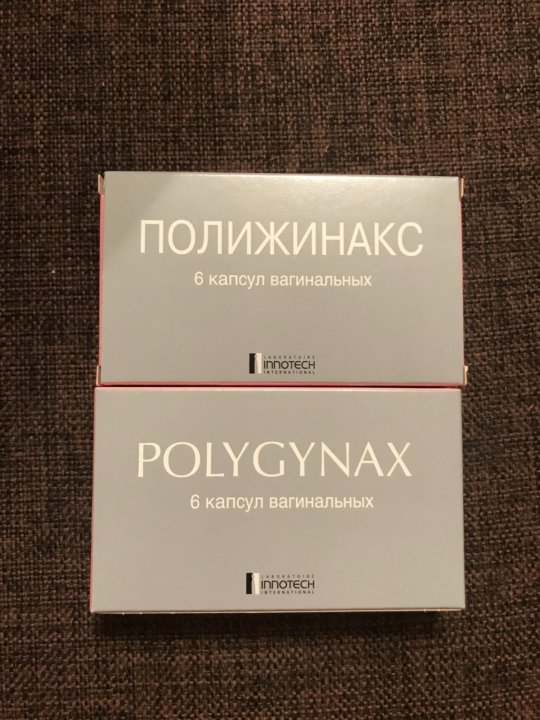 ПОЛИЖИНАКС
6 капсул вагинальных
LABORATOIRE
INNOTECH
INTERNATIONAL
POLYGYNAX
6 капсул вагинальных
LABORATOIRE
INNOTECH
INTERNATIONAL